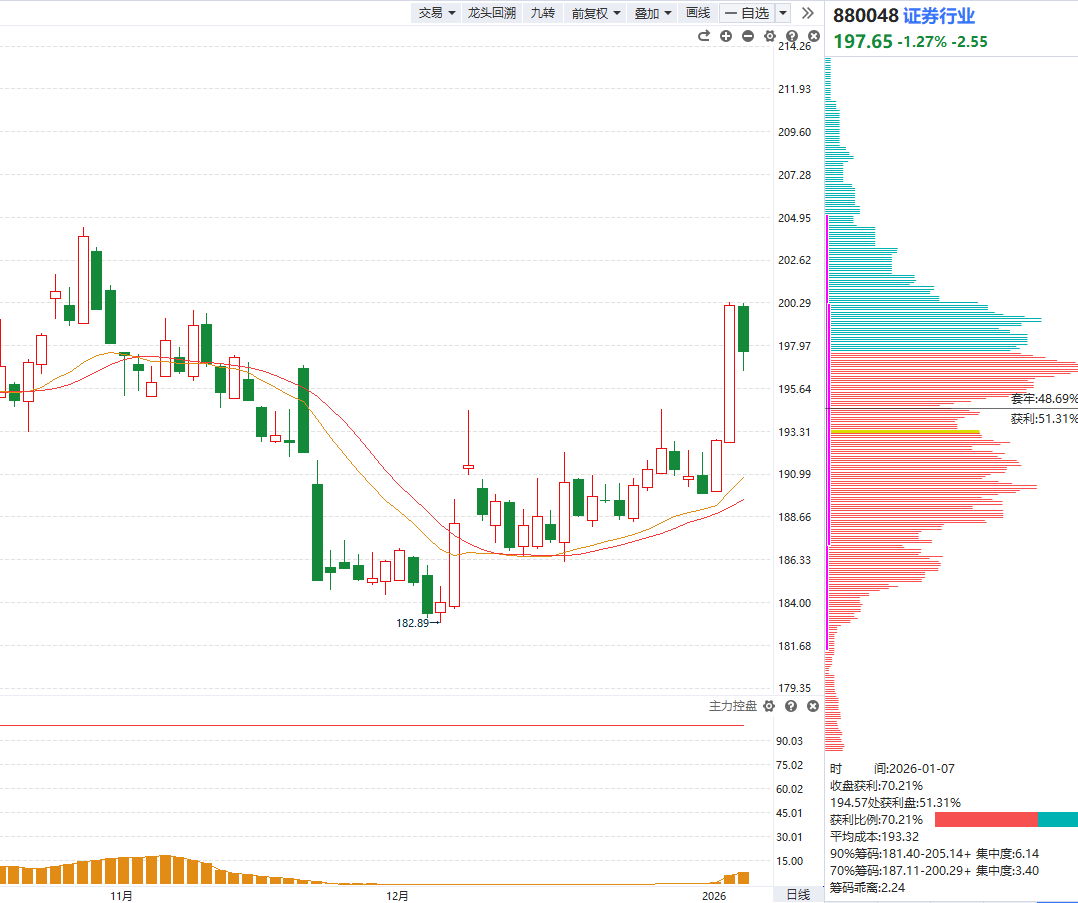 交易 龙头回溯 九转 前复权 叠加 画线 自选
880048 证券行业
197.65 -1.27% -2.55
214.26
211.93
209.60
207.28
204.95
202.62
200.29
197.97
195.64
193.31
190.99
188.66
186.33
184.00
181.68
179.35
182.89
套牢:48.69%
获利:51.31%
主力控盘
90.03
75.02
60.02
45.01
30.01
15.00
11月 12月 2026 日线
时 间:2026-01-07
收盘获利:70.21%
194.57处获利盘:51.31%
获利比例:70.21%
平均成本:193.32
90%筹码:181.40-205.14+ 集中度:6.14
70%筹码:187.11-200.29+ 集中度:3.40
筹码乖离:2.24